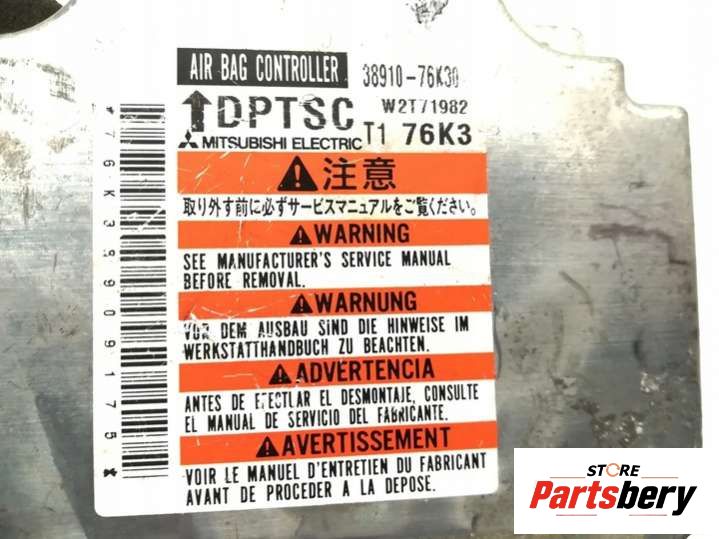 AIR BAG CONTROLLER 38910-76K30
DPTSC W2T71982
MITSUBISHI ELECTRIC T1 76K3
注意
取り外す前に必ずサービスマニュアルをご覧ください。
WARNING
SEE MANUFACTURER'S SERVICE MANUAL
BEFORE REMOVAL.
WARNUNG
VOR DEM AUSBAU SIND DIE HINWEISE IM
WERKSTATTHANDBUCH ZU BEACHTEN.
ADVERTENCIA
ANTES DE EFECTLAR EL DESMONTAJE, CONSULTE
EL MANUAL DE SERVICIO DEL FABRICANTE.
AVERTISSEMENT
VOIR LE MANUEL D'ENTRETIEN DU FABRICANT
AVANT DE PROCEDER A LA DEPOSE.
*76K39909175*
STORE
Partsbery